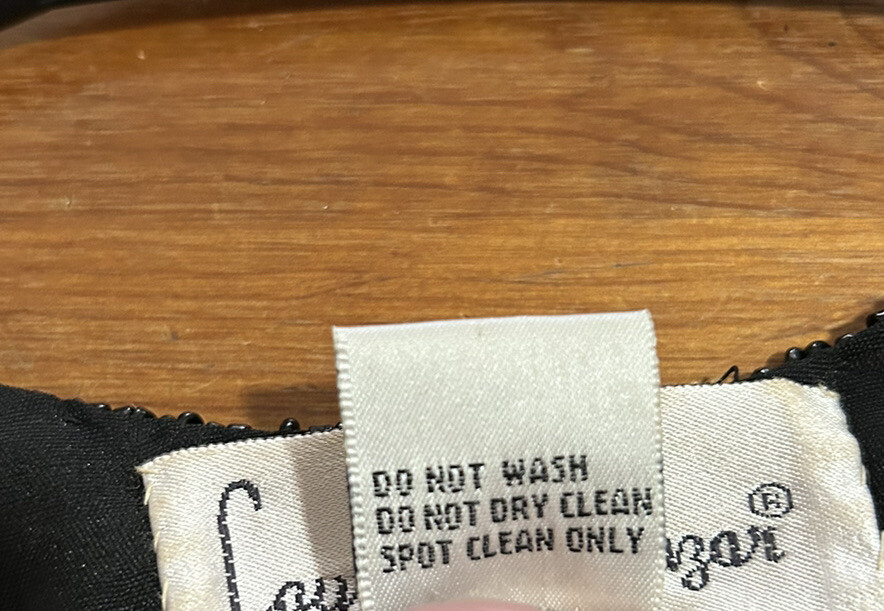 DO NOT WASH
DO NOT DRY CLEAN
SPOT CLEAN ONLY
®